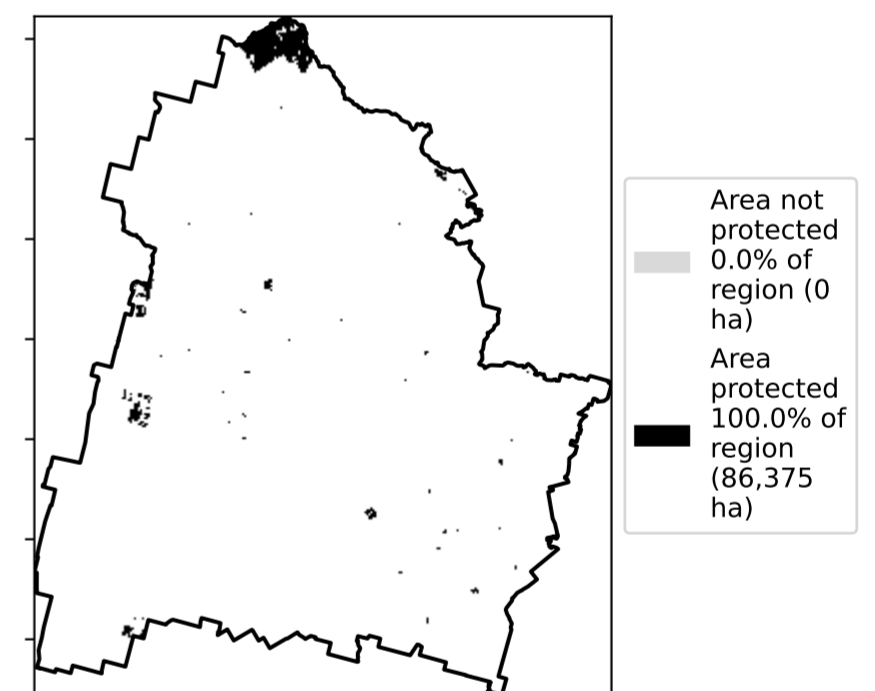 Area not
protected
0.0% of
region (0
ha)
Area
protected
100.0% of
region
(86,375
ha)